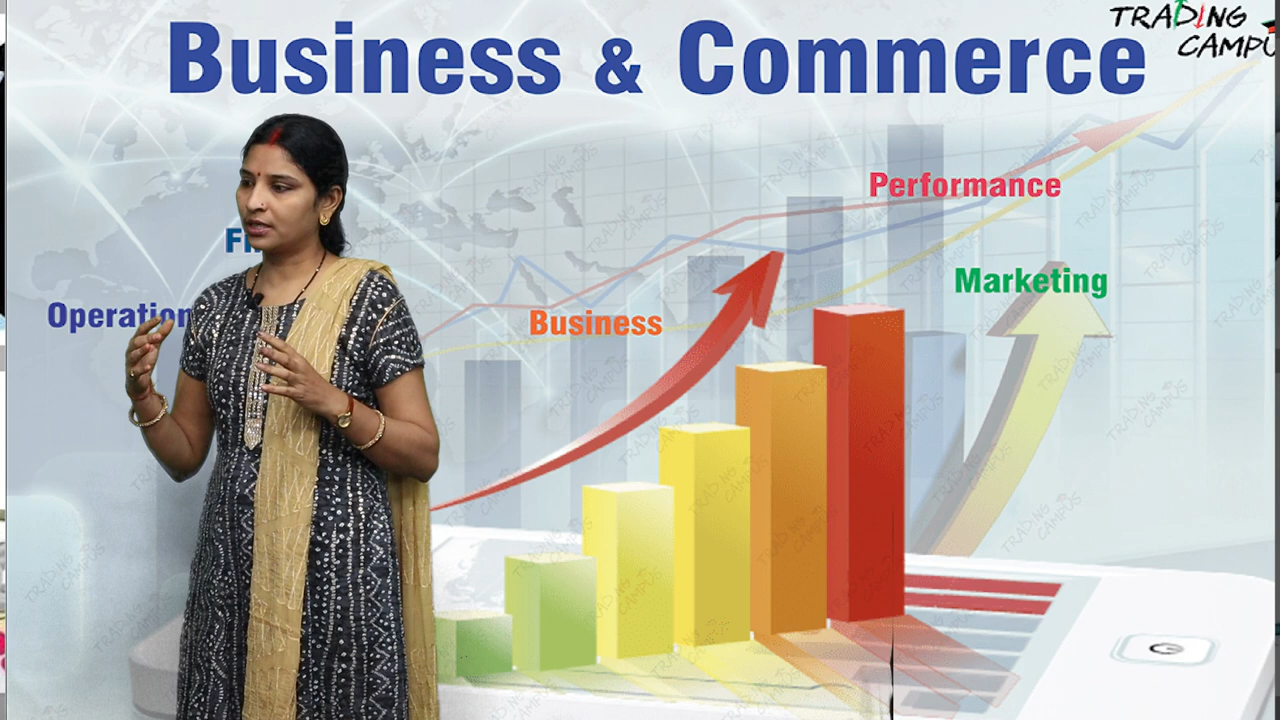 TRADING
CAMPU
Business & Commerce
Performance
Marketing
Operation
Business